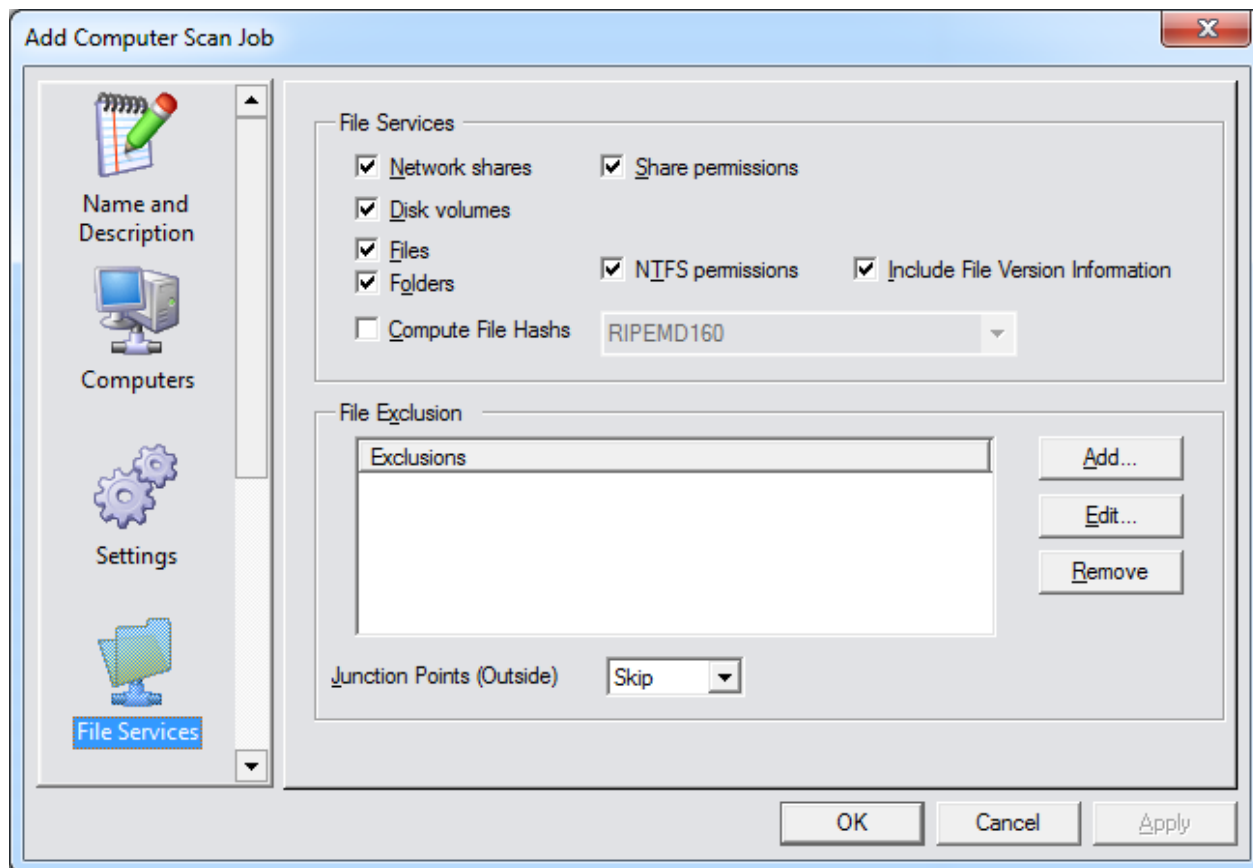 Add Computer Scan Job
Name and
Description
Computers
Settings
File Services
File Services
Network shares
Share permissions
Disk volumes
Files
Folders
NTFS permissions
Include File Version Information
Compute File Hashs
RIPEMD160
File Exclusion
Exclusions
Add...
Edit...
Remove
Junction Points (Outside)
Skip
OK
Cancel
Apply